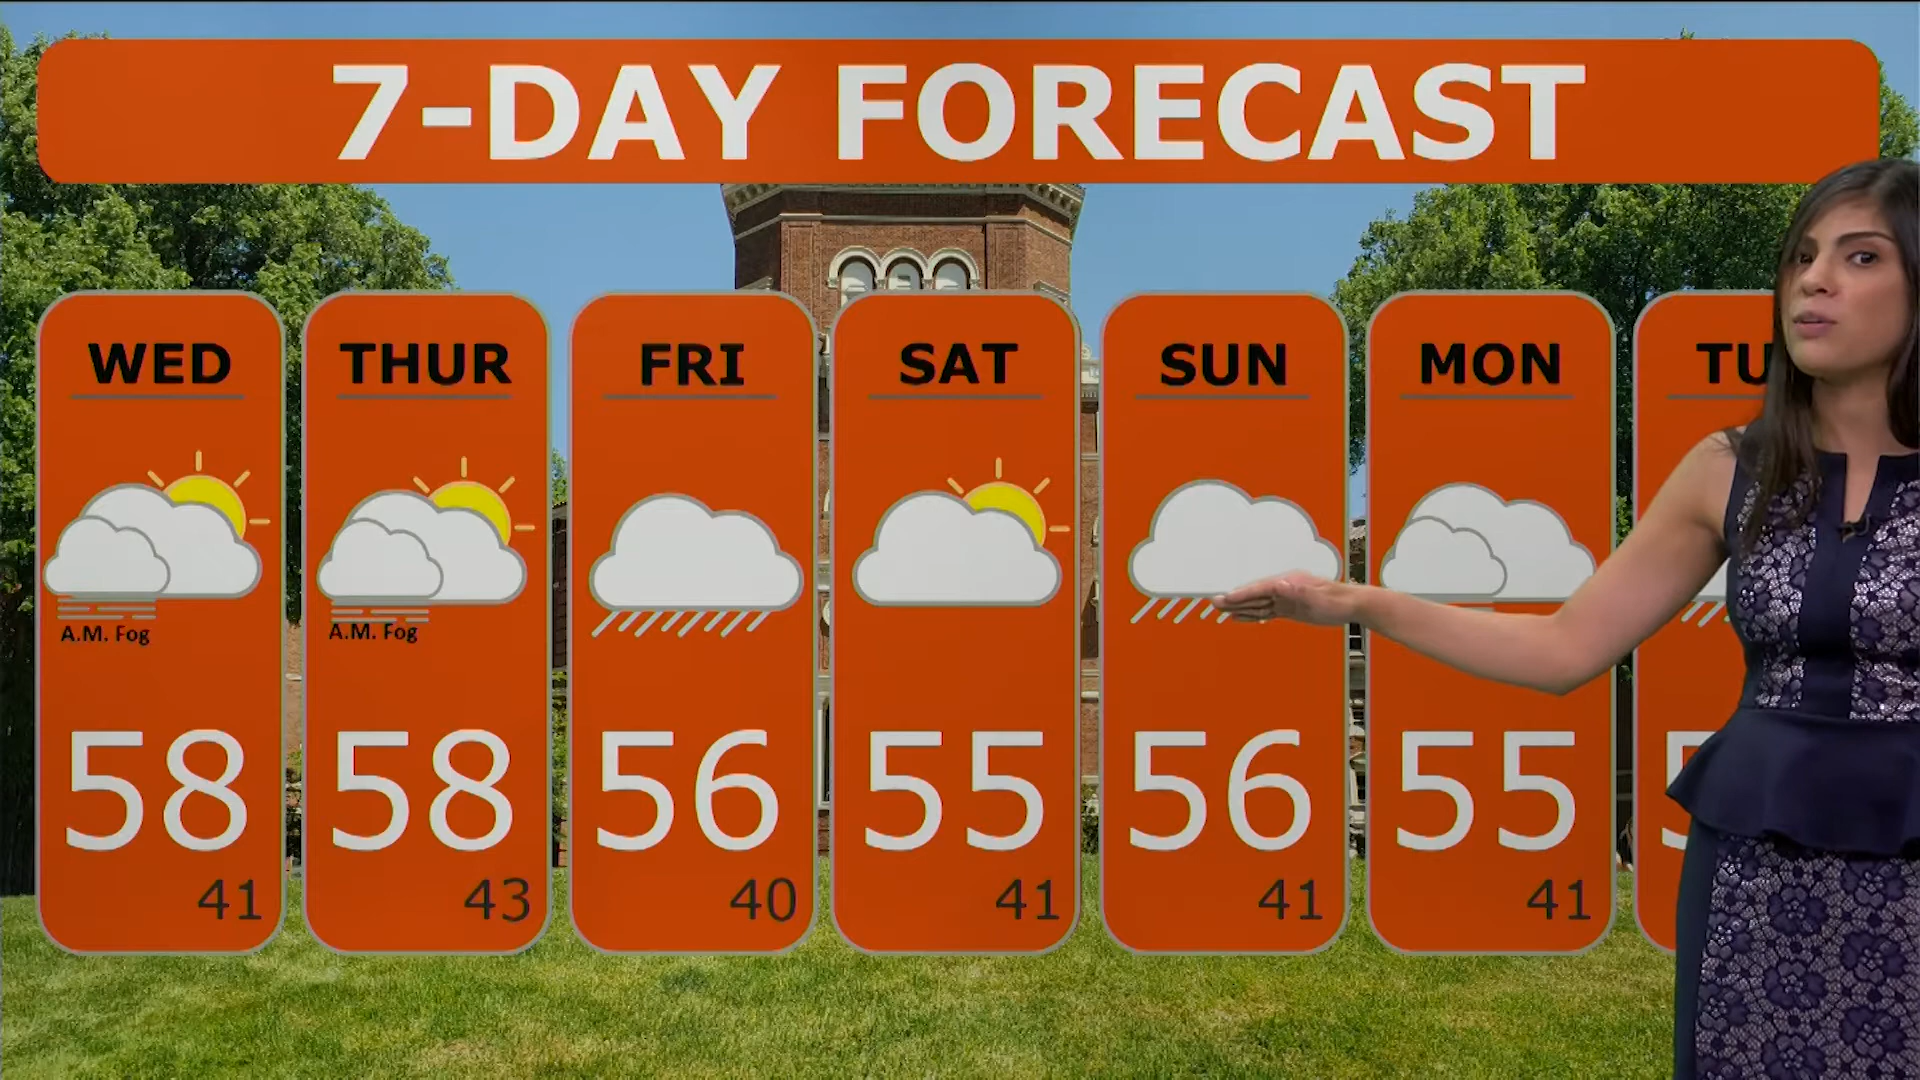 7-DAY FORECAST
WED
THUR
FRI
SAT
SUN
MON
A.M. Fog
A.M. Fog
58
58
56
55
56
55
41
43
40
41
41
41